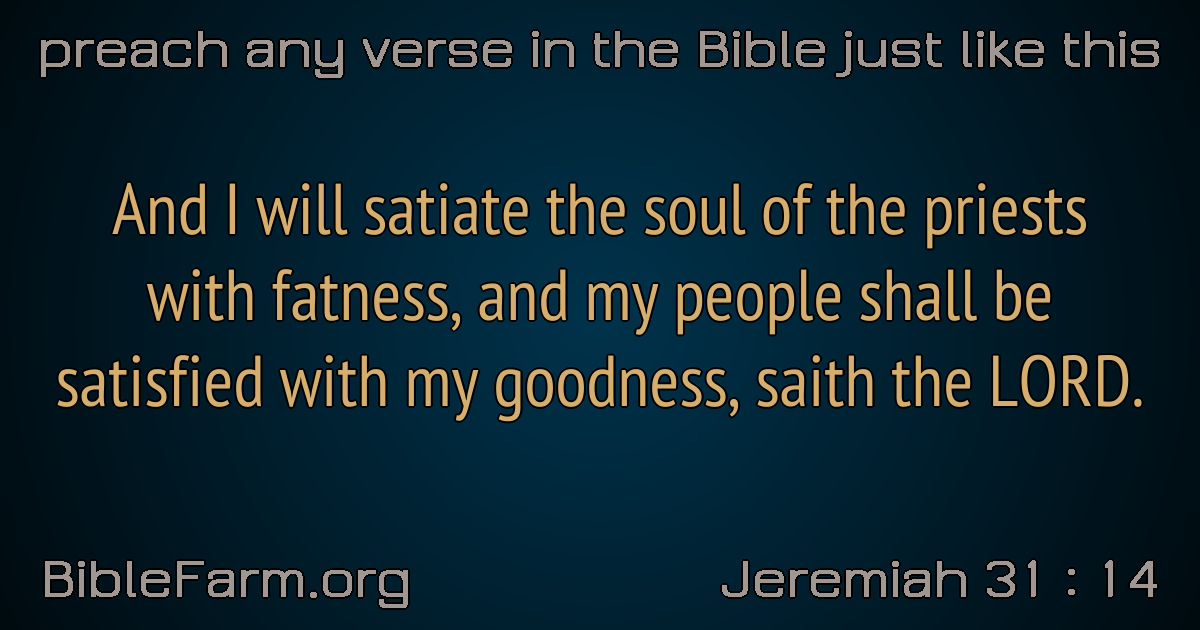 preach any verse in the Bible just like this
And I will satiate the soul of the priests
with fatness, and my people shall be
satisfied with my goodness, saith the LORD.
BibleFarm.org
Jeremiah 31 : 14